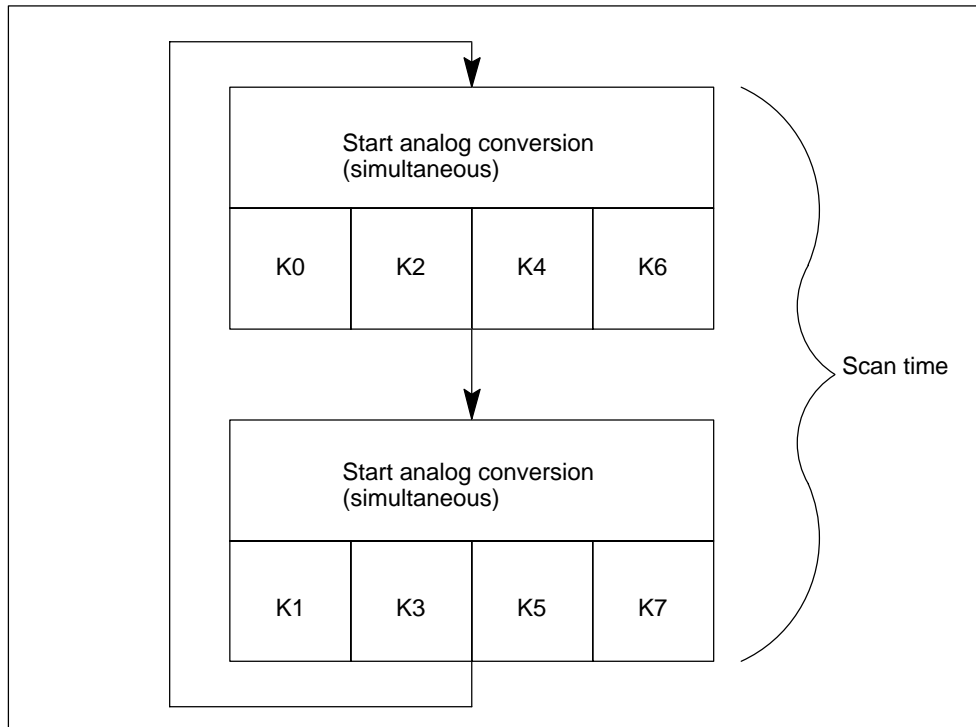 Start analog conversion
(simultaneous)
K0 K2 K4 K6
Scan time
Start analog conversion
(simultaneous)
K1 K3 K5 K7